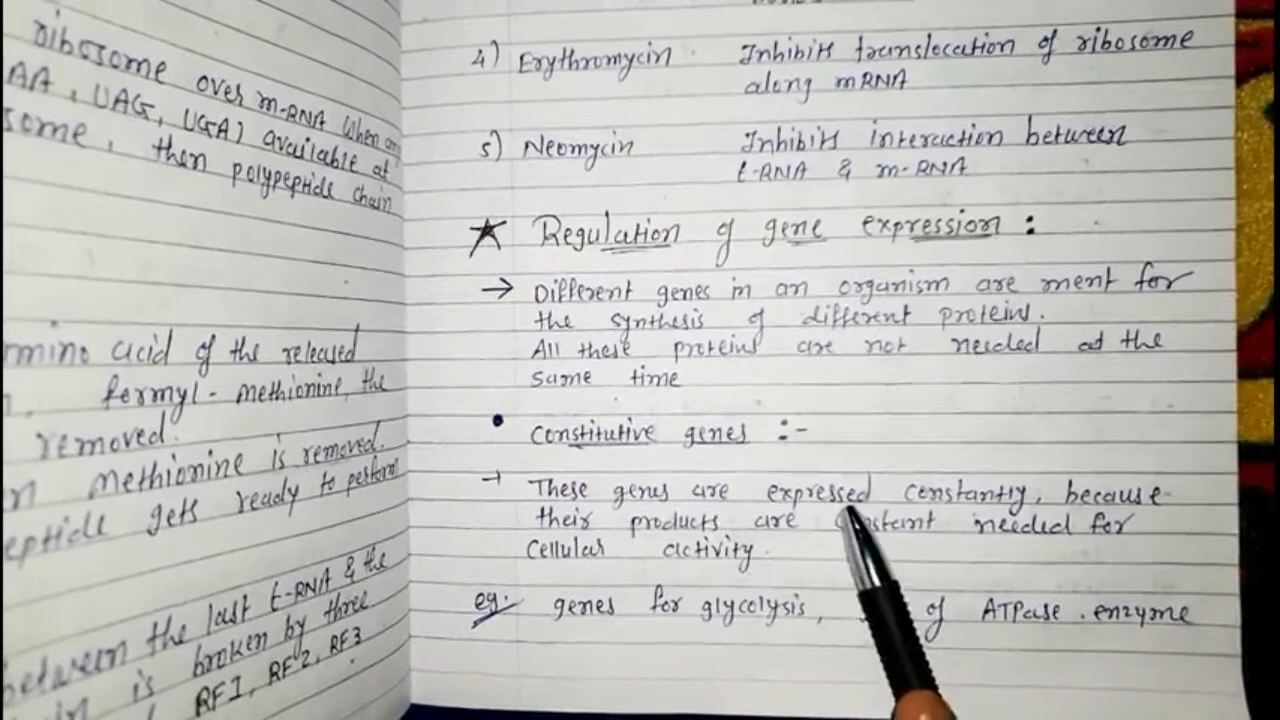 ribosome over m-RNA when
AA, UAG, UGA) available at
some, then polypeptide chain
amino acid of the released
formyl-methionine, the
removed.
n methionine is removed.
eptide gets ready to perform
between the last t-RNA & the
is broken by three
RF1, RF2, RF3
4) Erythromycin Inhibits translocation of ribosome
along mRNA
5) Neomycin Inhibits interaction between
t-RNA & m-RNA
★ Regulation of gene expression :
→ Different genes in an organism are ment for
the synthesis of different proteins.
All these proteins are not needed at the
same time
• Constitutive genes :-
→ These genes are expressed constantly, because
their products are constant needed for
cellular activity.
eg. genes for glycolysis, of ATPase enzyme